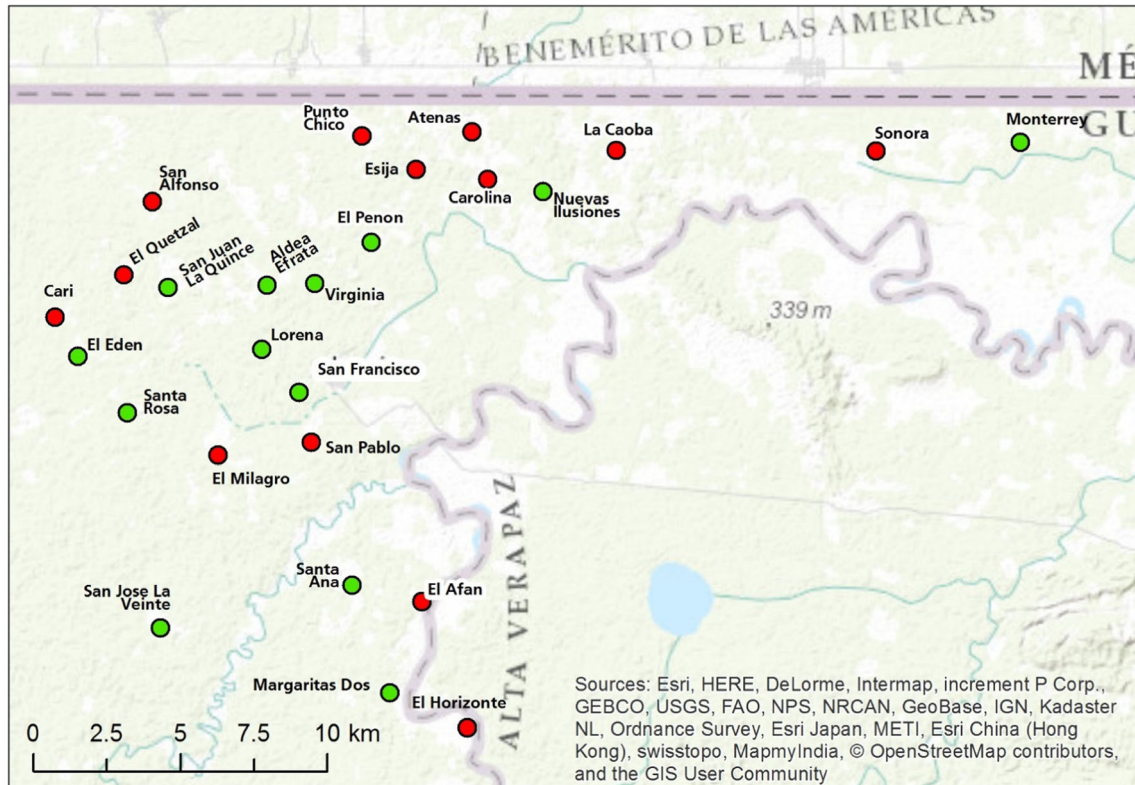 BENEMÉRITO DE LAS AMÉRICAS
MÉ
GU
Punto
Chico
Atenas
La Caoba
Sonora
Monterrey
Esija
Carolina
Nuevas
Ilusiones
San
Alfonso
El Penon
El Quetzal
San Juan
La Quince
Aldea
Efrata
Virginia
Cari
El Eden
Lorena
339 m
San Francisco
Santa
Rosa
San Pablo
El Milagro
ALTA VERAPAZ
Santa
Ana
El Afan
San Jose La
Veinte
Margaritas Dos
El Horizonte
0 2.5 5 7.5 10 km
Sources: Esri, HERE, DeLorme, Intermap, increment P Corp.,
GEBCO, USGS, FAO, NPS, NRCAN, GeoBase, IGN, Kadaster
NL, Ordnance Survey, Esri Japan, METI, Esri China (Hong
Kong), swisstopo, MapmyIndia, © OpenStreetMap contributors,
and the GIS User Community